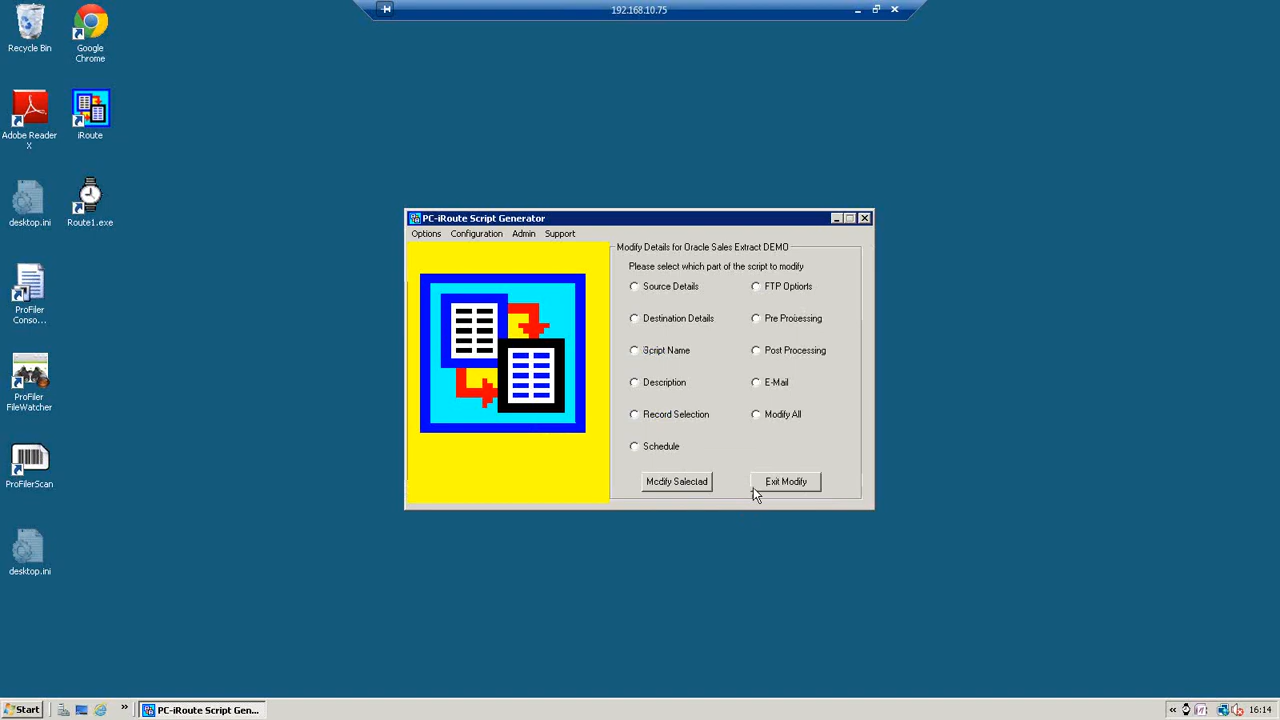 192.168.10.75
Recycle Bin
Google
Chrome
Adobe Reader
X
iRoute
desktop.ini
Route1.exe
ProFiler
Conso...
ProFiler
FileWatcher
ProFilerScan
desktop.ini
PC-iRoute Script Generator
Options
Configuration
Admin
Support
Modify Details for Oracle Sales Extract DEMO
Please select which part of the script to modify
Source Details
FTP Options
Destination Details
Pre Processing
Script Name
Post Processing
Description
E-Mail
Record Selection
Modify All
Schedule
Modify Selected
Exit Modify
Start
PC-iRoute Script Gen...
16:14